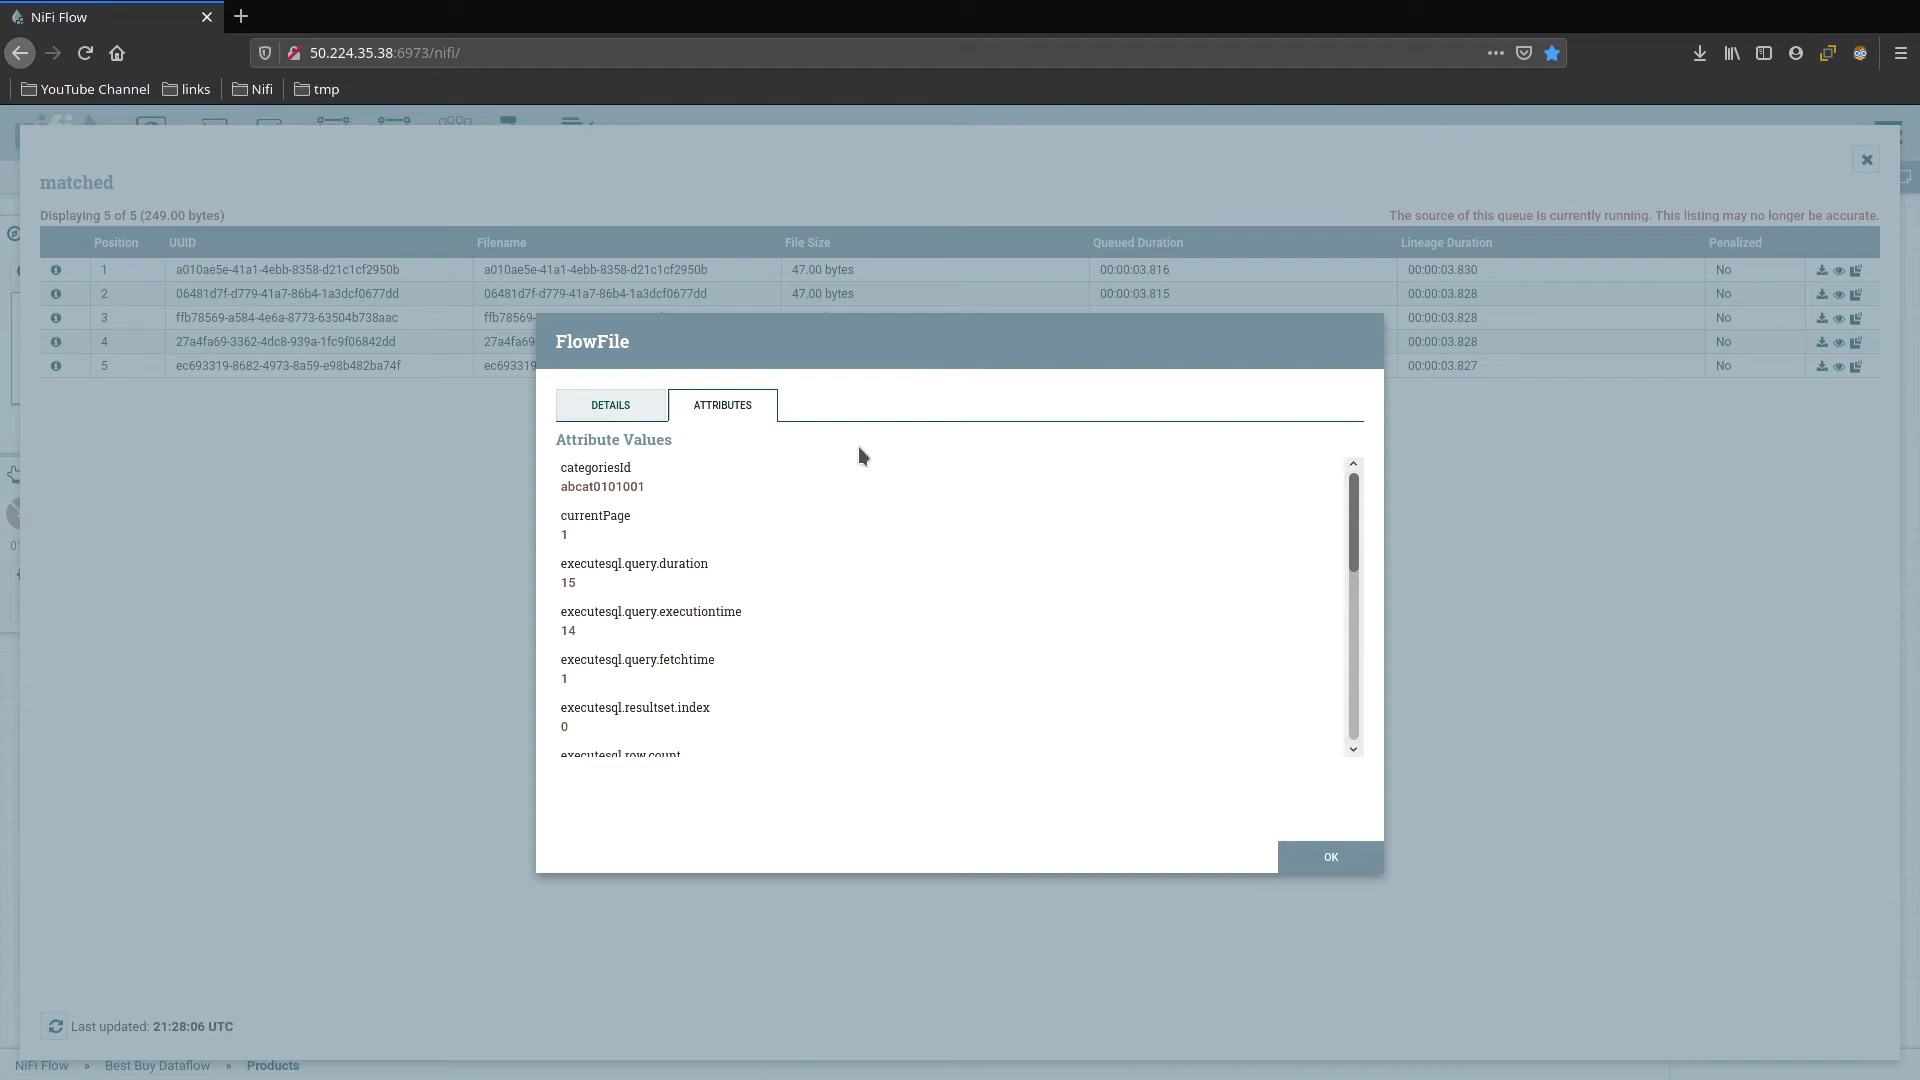 NiFi Flow
50.224.35.38:6973/nifi/
YouTube Channel links Nifi tmp
matched
Displaying 5 of 5 (249.00 bytes)
The source of this queue is currently running. This listing may no longer be accurate.
Position UUID Filename File Size Queued Duration Lineage Duration Penalized
1 a010ae5e-41a1-4ebb-8358-d21c1cf2950b a010ae5e-41a1-4ebb-8358-d21c1cf2950b 47.00 bytes 00:00:03.816 00:00:03.830 No
2 06481d7f-d779-41a7-86b4-1a3dcf0677dd 06481d7f-d779-41a7-86b4-1a3dcf0677dd 47.00 bytes 00:00:03.815 00:00:03.828 No
3 ffb78569-a584-4e6a-8773-63504b738aac ffb78569- 00:00:03.828 No
4 27a4fa69-3362-4dc8-939a-1fc9f06842dd 27a4fa69 00:00:03.828 No
5 ec693319-8682-4973-8a59-e98b482ba74f ec693319 00:00:03.827 No
FlowFile
DETAILS ATTRIBUTES
Attribute Values
categoriesId
abcat0101001
currentPage
1
executesql.query.duration
15
executesql.query.executiontime
14
executesql.query.fetchtime
1
executesql.resultset.index
0
executesql.row.count
OK
Last updated: 21:28:06 UTC
NiFi Flow » Best Buy Dataflow » Products